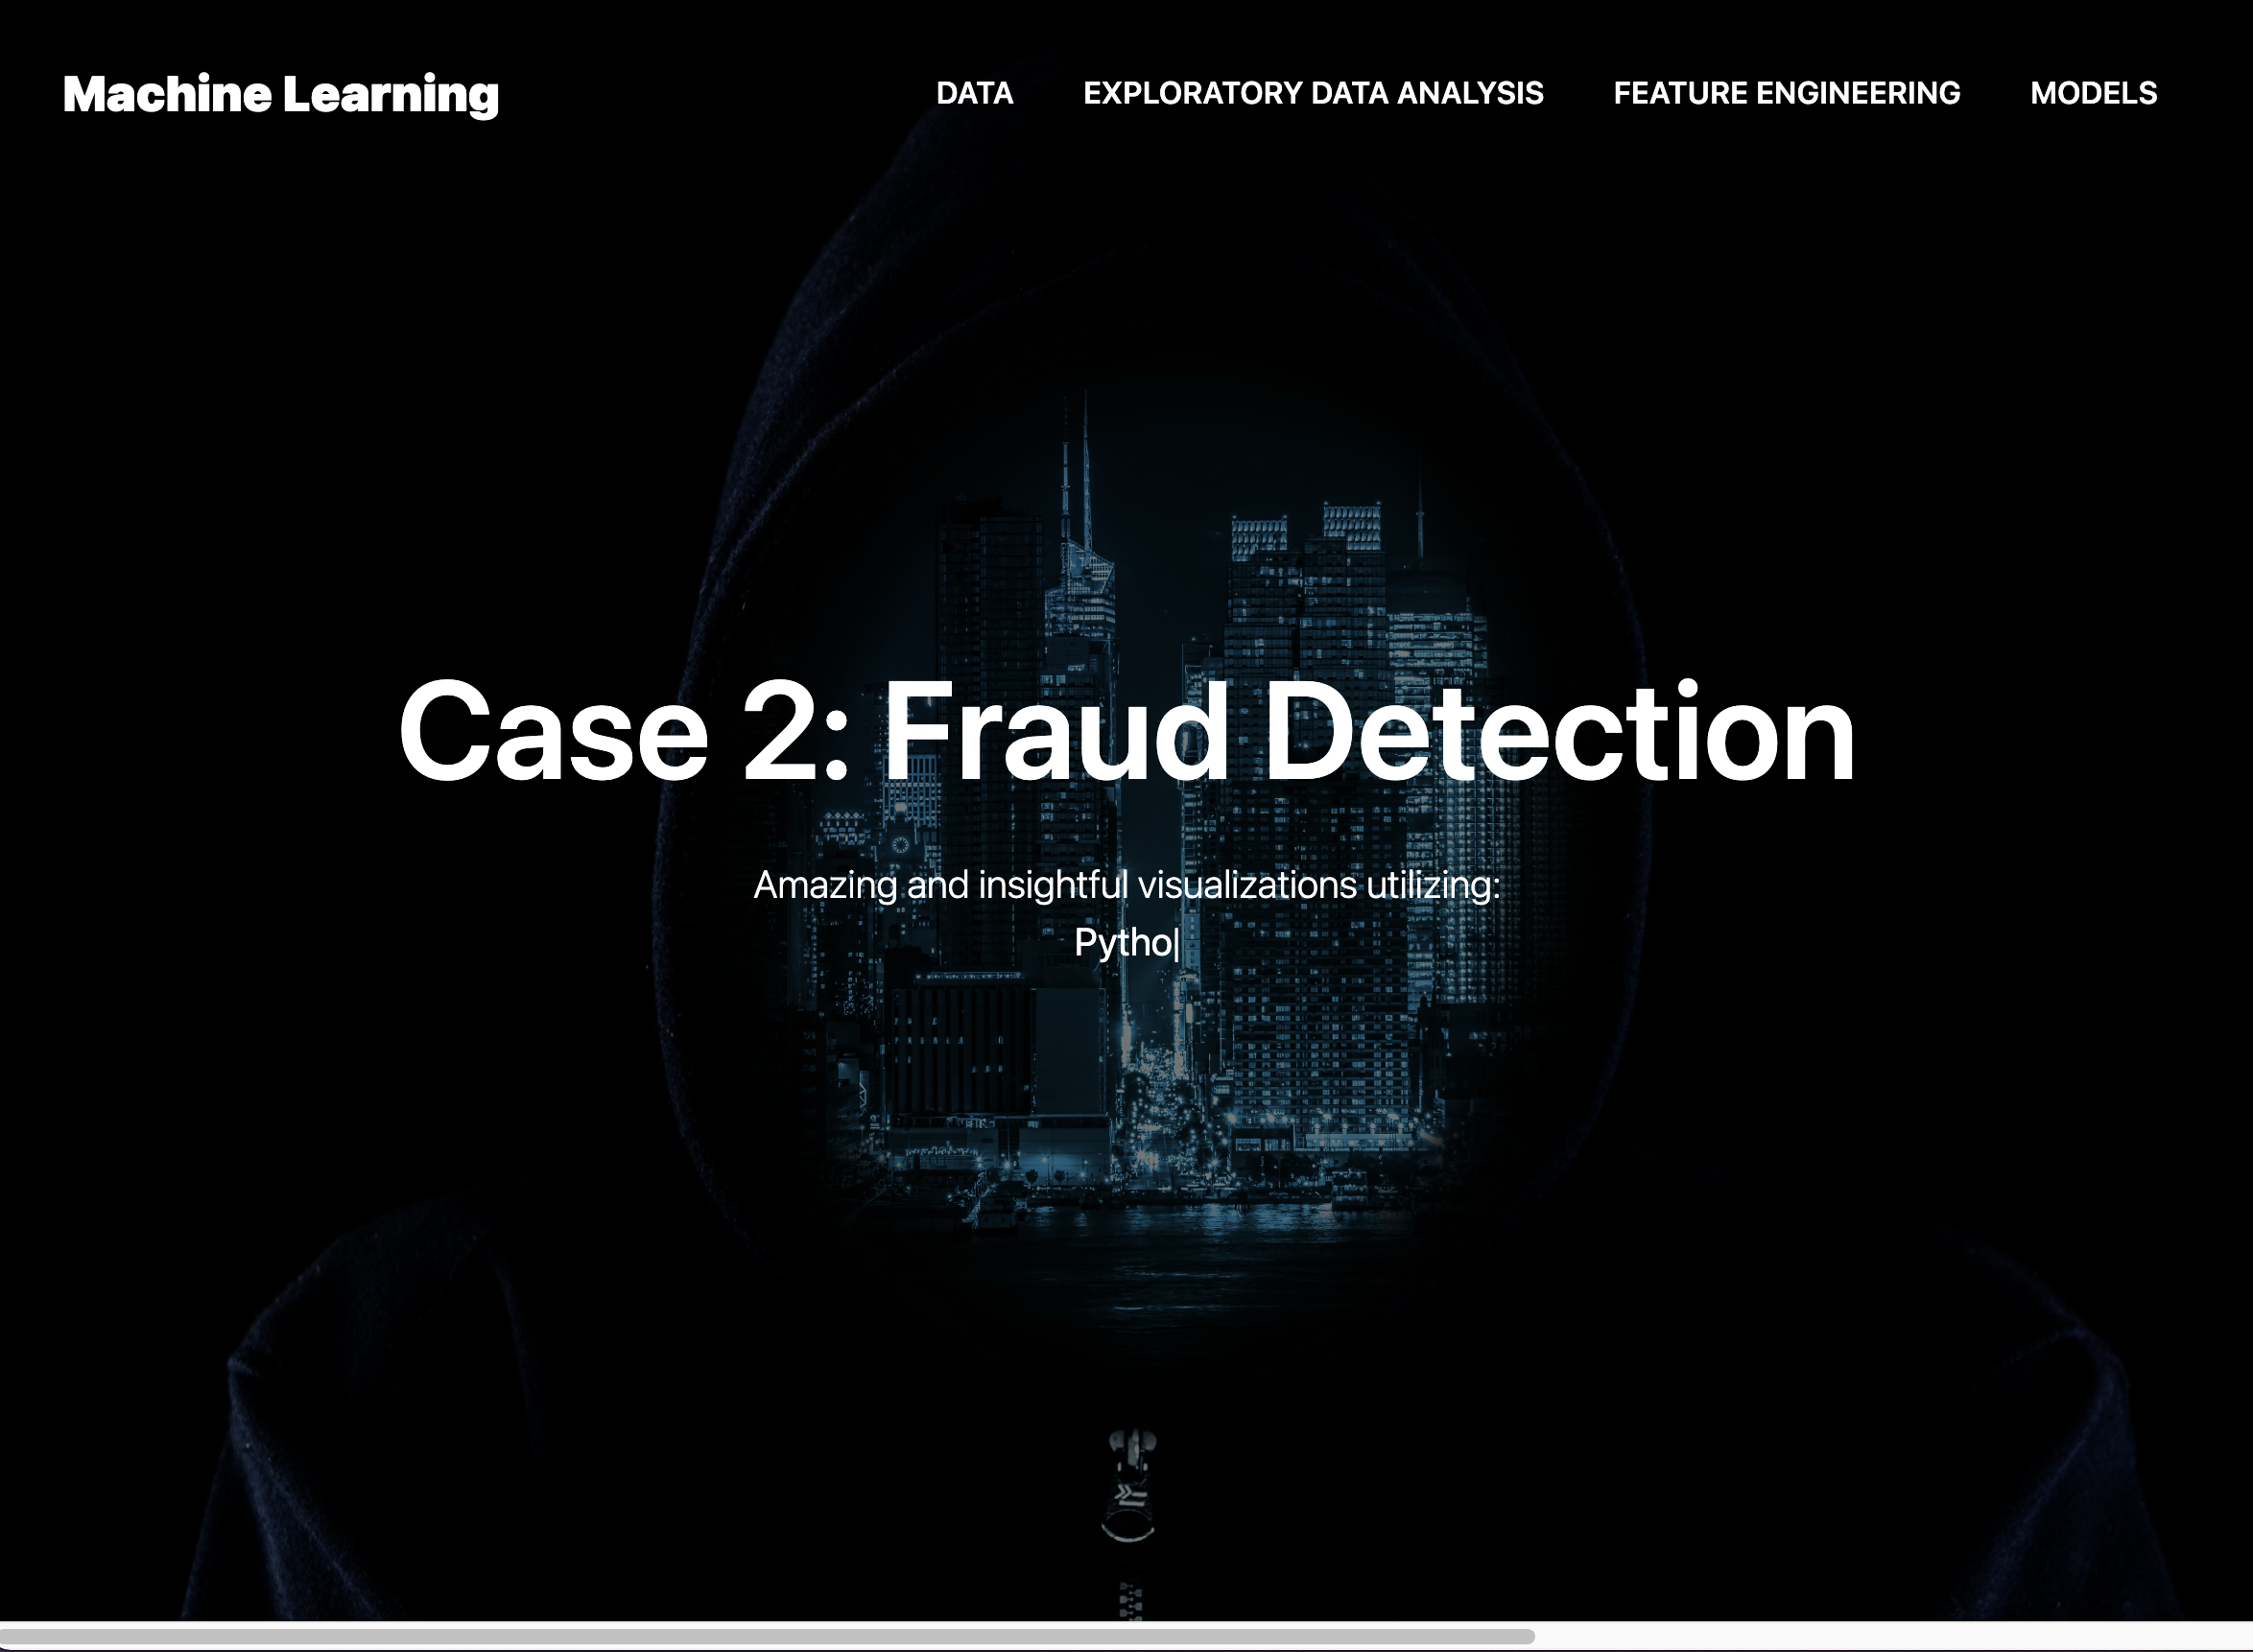 Machine Learning
DATA EXPLORATORY DATA ANALYSIS FEATURE ENGINEERING MODELS
Case 2: Fraud Detection
Amazing and insightful visualizations utilizing:
Pytho|